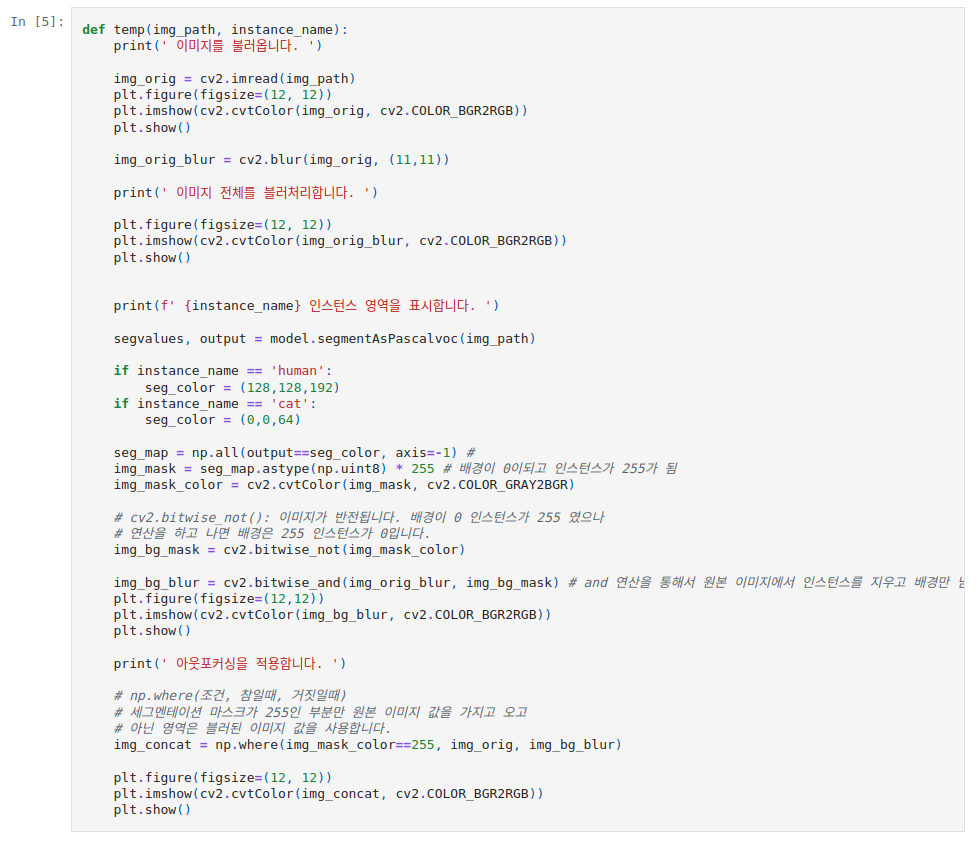 In [5]:
def temp(img_path, instance_name):
print(' 이미지를 불러옵니다. ')
img_orig = cv2.imread(img_path)
plt.figure(figsize=(12, 12))
plt.imshow(cv2.cvtColor(img_orig, cv2.COLOR_BGR2RGB))
plt.show()
img_orig_blur = cv2.blur(img_orig, (11,11))
print(' 이미지 전체를 블러처리합니다. ')
plt.figure(figsize=(12, 12))
plt.imshow(cv2.cvtColor(img_orig_blur, cv2.COLOR_BGR2RGB))
plt.show()
print(f' {instance_name} 인스턴스 영역을 표시합니다. ')
segvalues, output = model.segmentAsPascalvoc(img_path)
if instance_name == 'human':
seg_color = (128,128,192)
if instance_name == 'cat':
seg_color = (0,0,64)
seg_map = np.all(output==seg_color, axis=-1) #
img_mask = seg_map.astype(np.uint8) * 255 # 배경이 0이되고 인스턴스가 255가 됨
img_mask_color = cv2.cvtColor(img_mask, cv2.COLOR_GRAY2BGR)
# cv2.bitwise_not(): 이미지가 반전됩니다. 배경이 0 인스턴스가 255 였으나
# 연산을 하고 나면 배경은 255 인스턴스가 0입니다.
img_bg_mask = cv2.bitwise_not(img_mask_color)
img_bg_blur = cv2.bitwise_and(img_orig_blur, img_bg_mask) # and 연산을 통해서 원본 이미지에서 인스턴스를 지우고 배경만
plt.figure(figsize=(12,12))
plt.imshow(cv2.cvtColor(img_bg_blur, cv2.COLOR_BGR2RGB))
plt.show()
print(' 아웃포커싱을 적용합니다. ')
# np.where(조건, 참일때, 거짓일때)
# 세그멘테이션 마스크가 255인 부분만 원본 이미지 값을 가지고 오고
# 아닌 영역은 블러된 이미지 값을 사용합니다.
img_concat = np.where(img_mask_color==255, img_orig, img_bg_blur)
plt.figure(figsize=(12, 12))
plt.imshow(cv2.cvtColor(img_concat, cv2.COLOR_BGR2RGB))
plt.show()